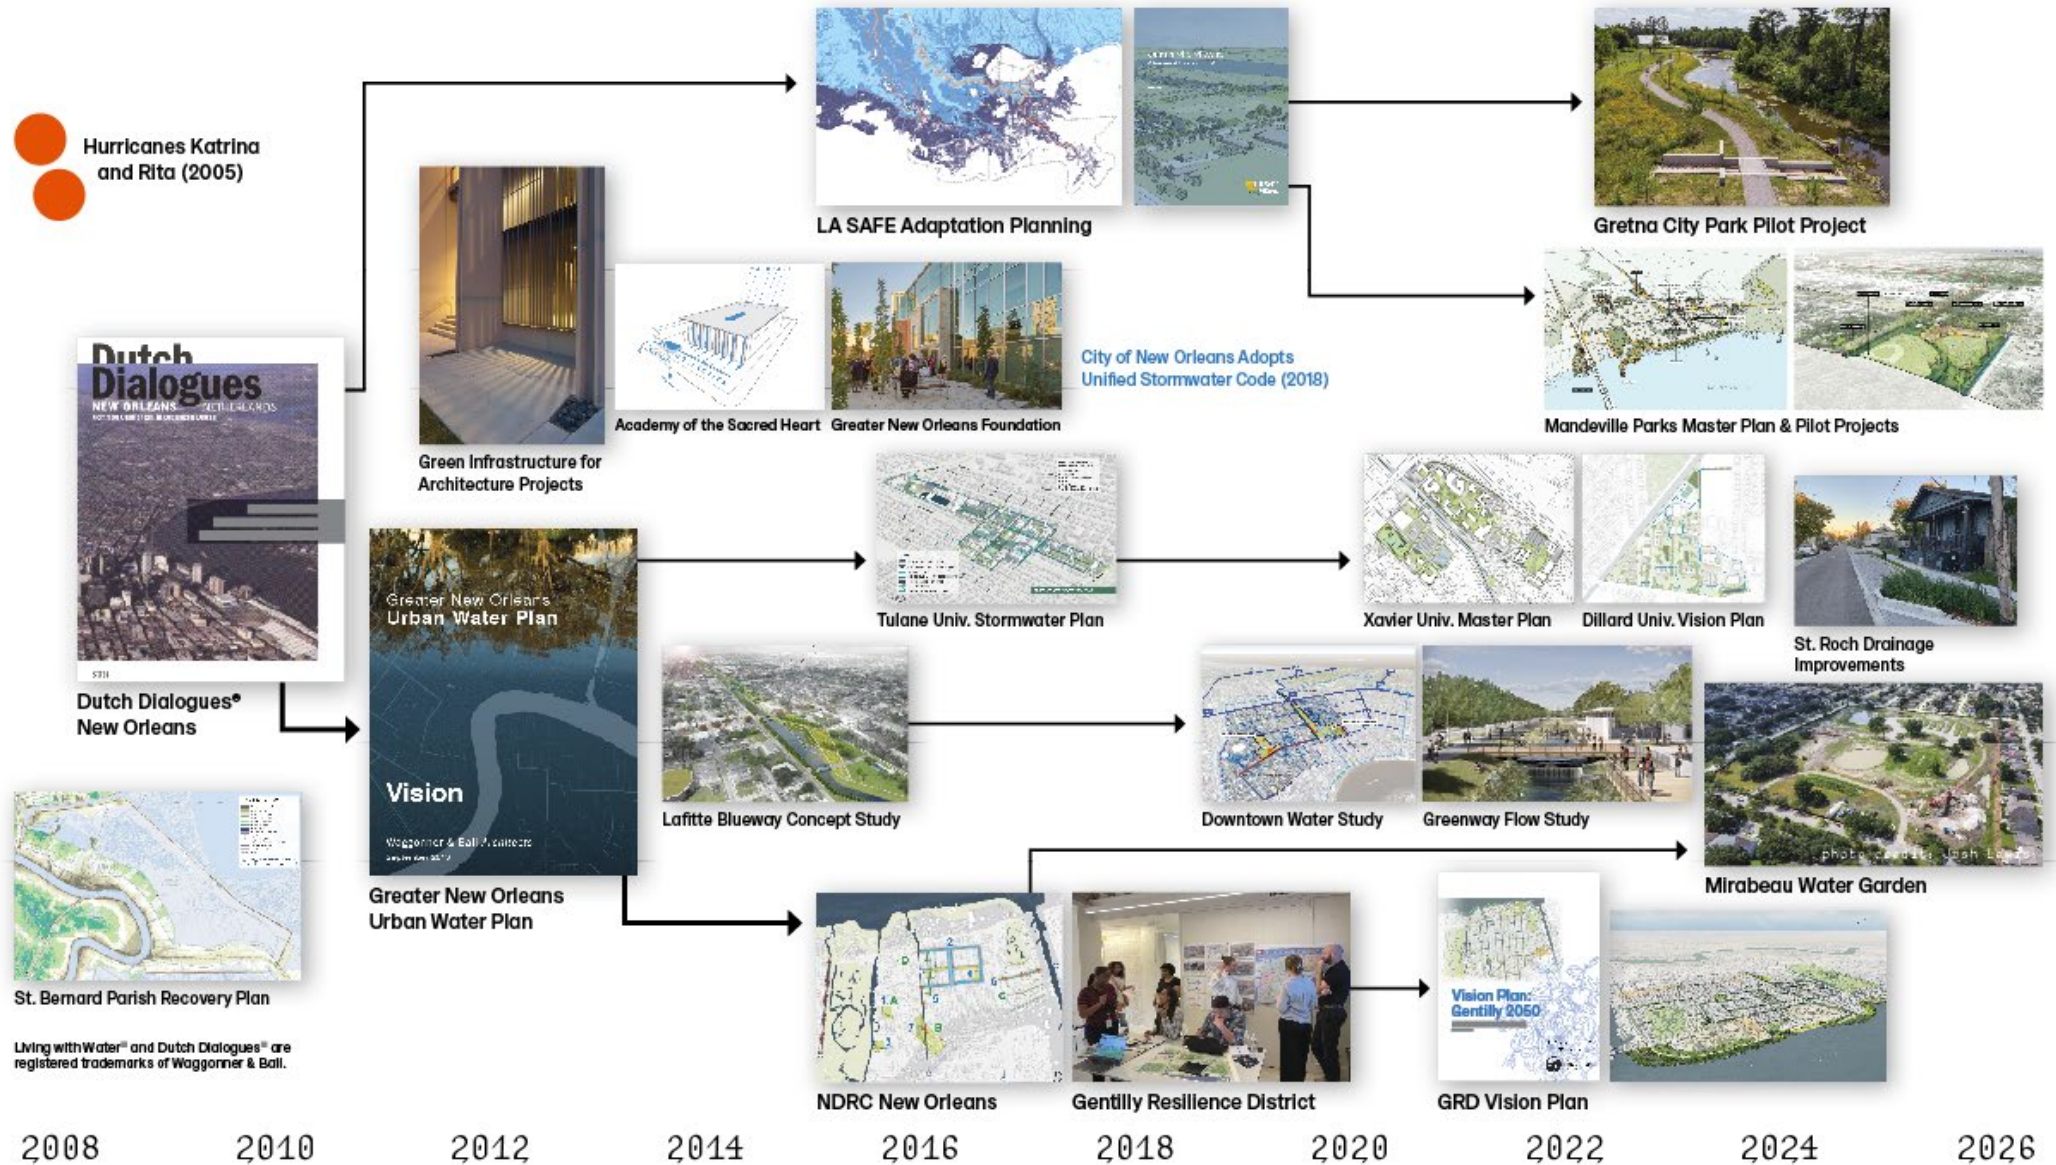 Hurricanes Katrina
and Rita (2005)
LA SAFE Adaptation Planning
Gretna City Park Pilot Project
Academy of the Sacred Heart
Greater New Orleans Foundation
City of New Orleans Adopts
Unified Stormwater Code (2018)
Mandeville Parks Master Plan & Pilot Projects
Green Infrastructure for
Architecture Projects
Dutch
Dialogues
NEW ORLEANS NETHERLANDS
Dutch Dialogues®
New Orleans
Greater New Orleans
Urban Water Plan
Vision
Waggonner & Ball Architects
Greater New Orleans
Urban Water Plan
Tulane Univ. Stormwater Plan
Xavier Univ. Master Plan
Dillard Univ. Vision Plan
St. Roch Drainage
Improvements
Lafitte Blueway Concept Study
Downtown Water Study
Greenway Flow Study
photo credit: Josh Lewis
Mirabeau Water Garden
St. Bernard Parish Recovery Plan
Living with Water® and Dutch Dialogues® are
registered trademarks of Waggonner & Ball.
NDRC New Orleans
Gentilly Resilience District
Vision Plan:
Gentilly 2050
GRD Vision Plan
2008 2010 2012 2014 2016 2018 2020 2022 2024 2026